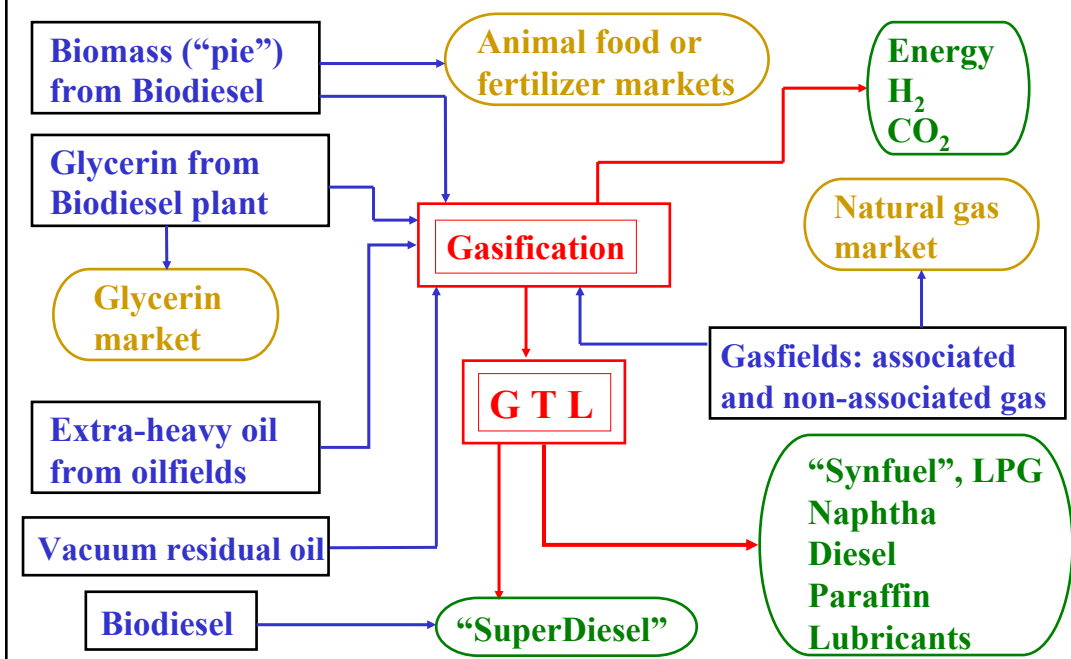 Biomass (“pie”)
from Biodiesel
Animal food or
fertilizer markets
Energy
H₂
CO₂
Glycerin from
Biodiesel plant
Natural gas
market
Gasification
Glycerin
market
Gasfields: associated
and non-associated gas
G T L
Extra-heavy oil
from oilfields
“Synfuel”, LPG
Naphtha
Diesel
Paraffin
Lubricants
Vacuum residual oil
Biodiesel
“SuperDiesel”